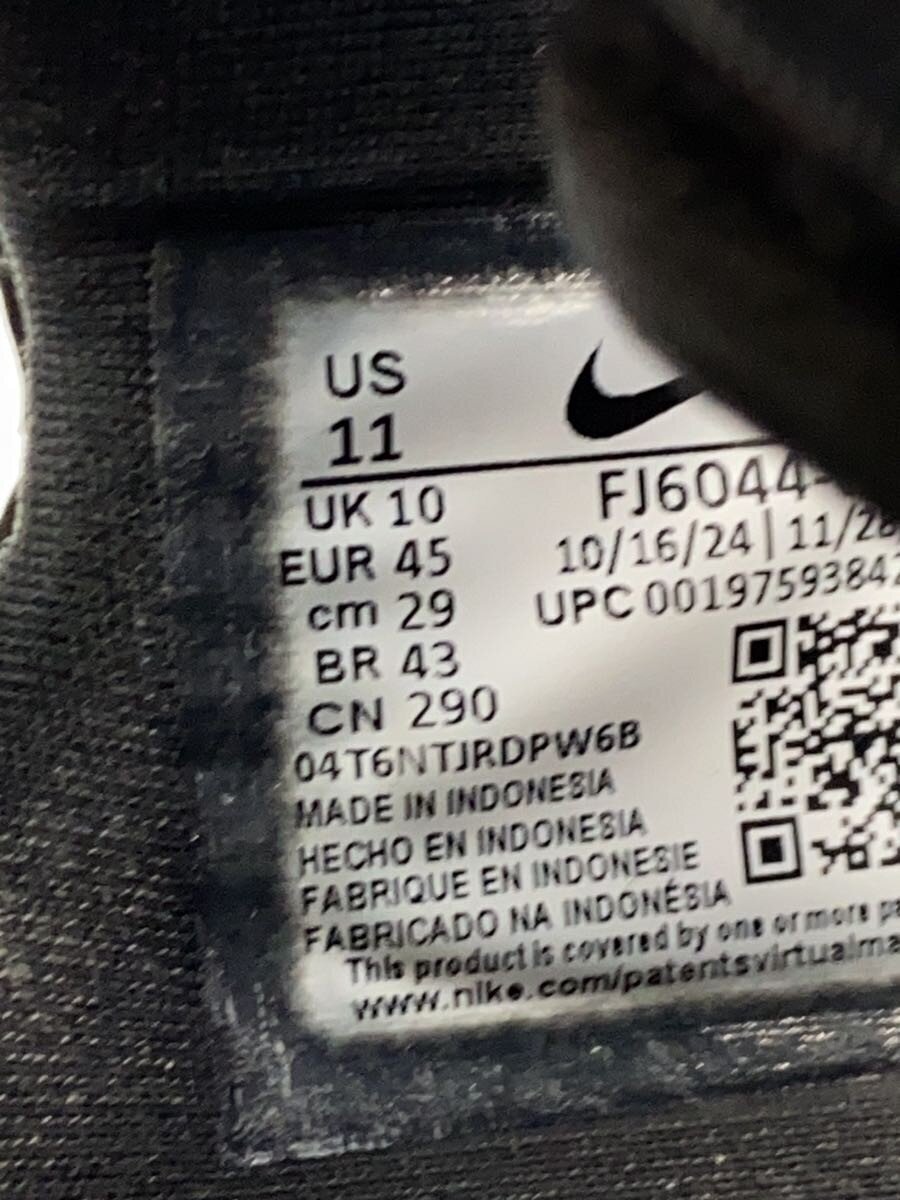 US
11
UK 10
EUR 45
cm 29
BR 43
CN 290
FJ6044-
10/16/24 | 11/28
UPC 00197593847
04T6NTJRDPW6B
MADE IN INDONESIA
HECHO EN INDONESIA
FABRIQUE EN INDONESIE
FABRICADO NA INDONÉSIA
This product is covered by one or more pa
www.nike.com/patentsvirtualma